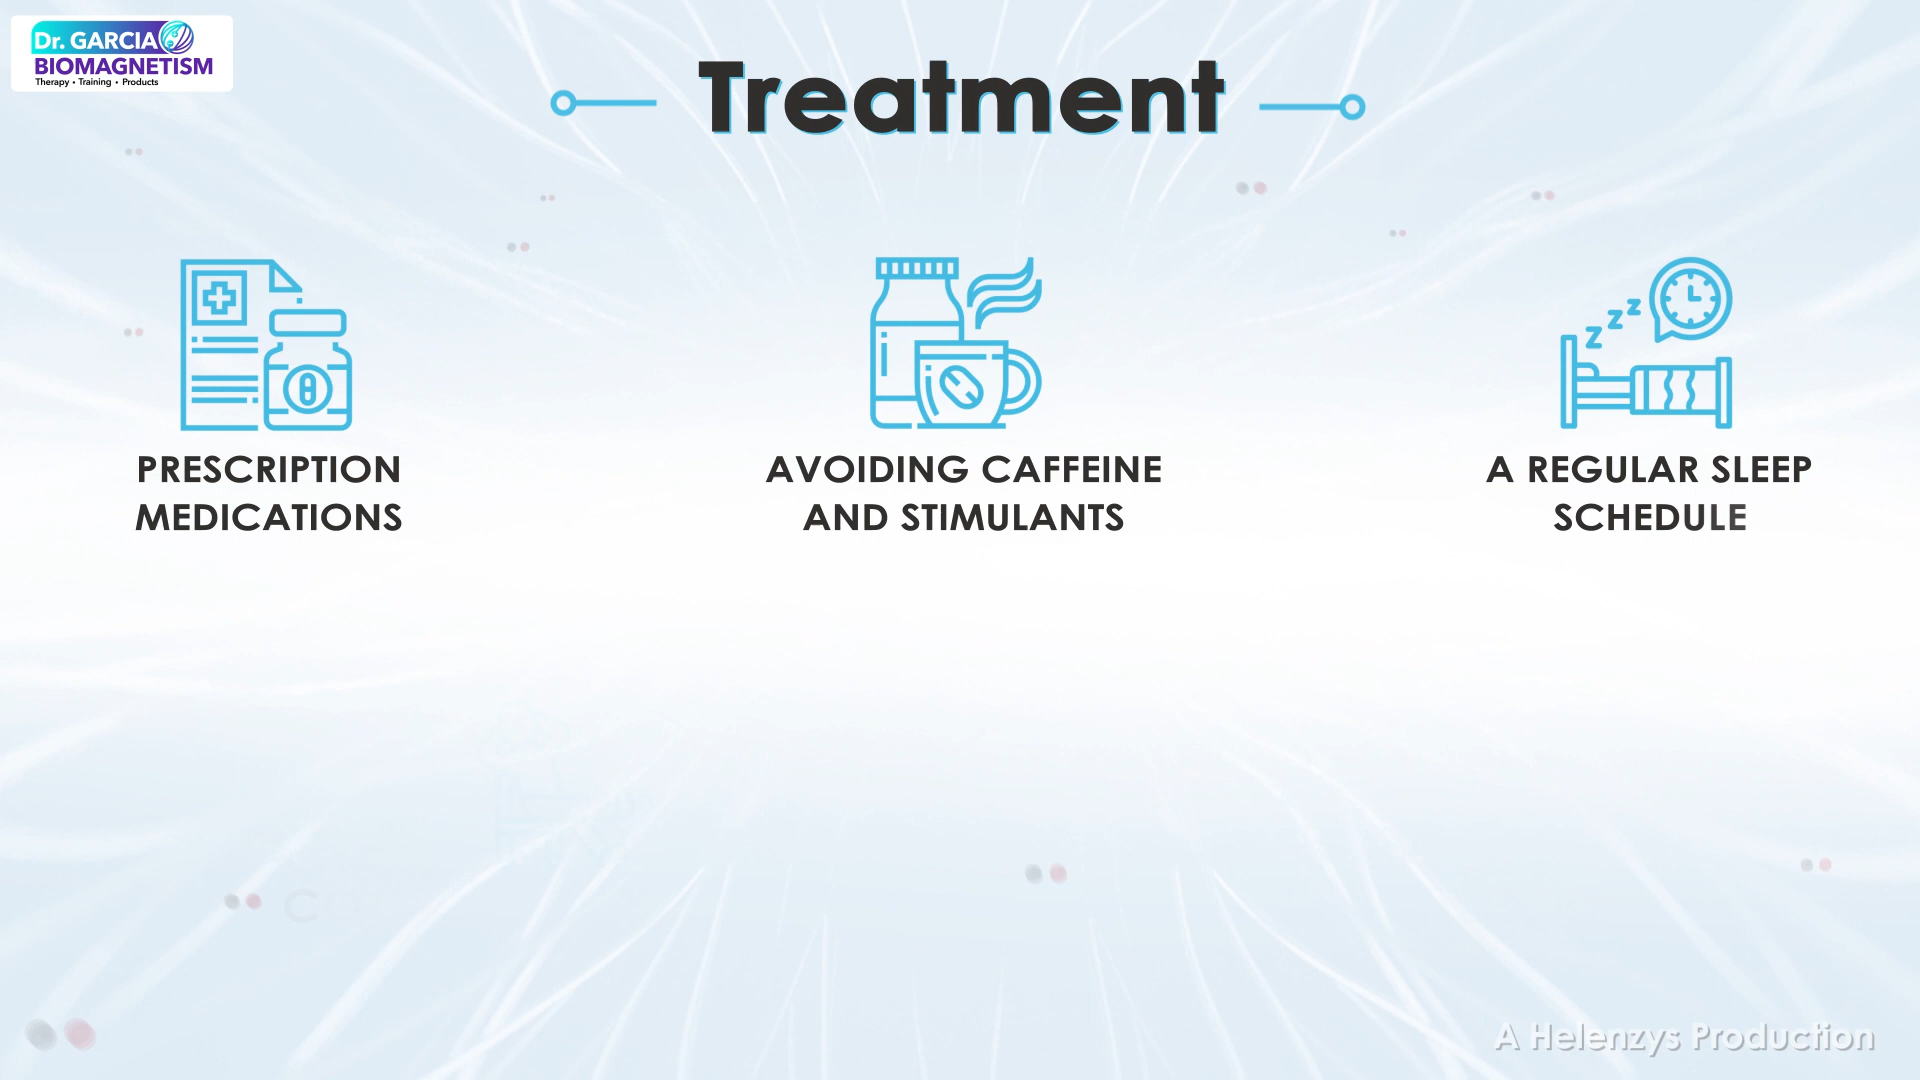 Dr. GARCIA
BIOMAGNETISM
Therapy • Training • Products
Treatment
PRESCRIPTION
MEDICATIONS
AVOIDING CAFFEINE
AND STIMULANTS
A REGULAR SLEEP
SCHEDULE
z z z
A Helenzys Production